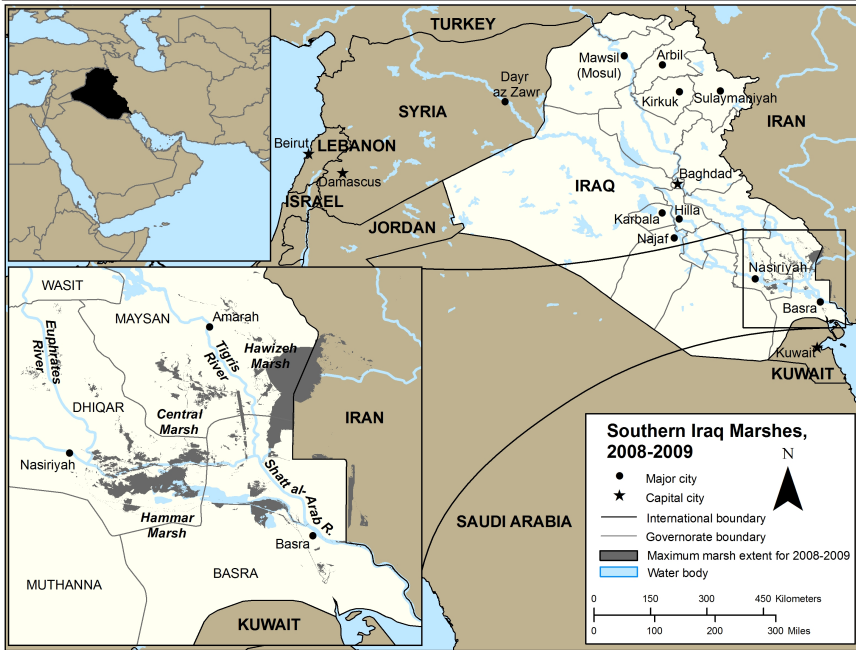 TURKEY
Mawsil
(Mosul)
Arbil
Dayr
az Zawr
Kirkuk
Sulaymaniyah
SYRIA
IRAN
Beirut
LEBANON
Damascus
Baghdad
IRAQ
ISRAEL
Karbala
Hilla
JORDAN
Najaf
Nasiriyah
Basra
Kuwait
KUWAIT
SAUDI ARABIA
WASIT
MAYSAN
Amarah
Euphrates
River
Tigris
River
Hawizeh
Marsh
DHIQAR
Central
Marsh
IRAN
Nasiriyah
Shatt al- Arab R.
Hammar
Marsh
Basra
MUTHANNA
BASRA
KUWAIT
Southern Iraq Marshes,
2008-2009
N
Major city
Capital city
International boundary
Governorate boundary
Maximum marsh extent for 2008-2009
Water body
0 150 300 450 Kilometers
0 100 200 300 Miles